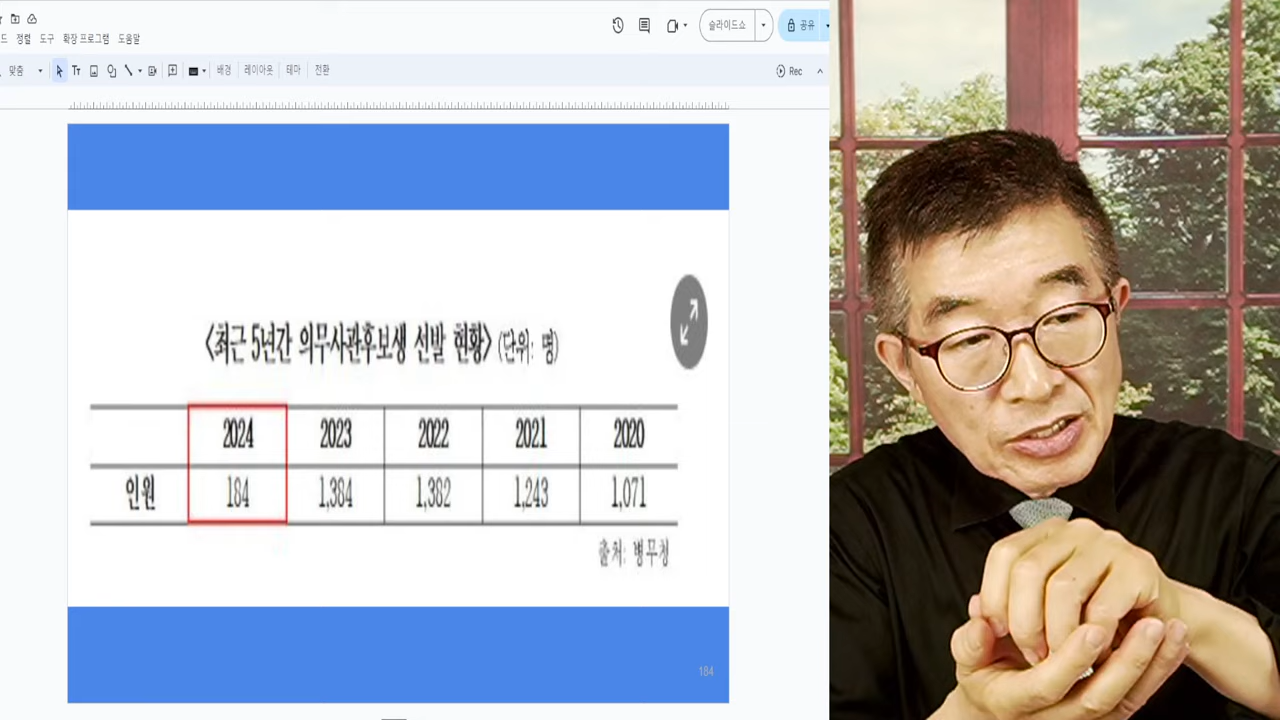 슬라이드쇼
공유
드 정렬 도구 확장 프로그램 도움말
맞춤 Tт 배경 레이아웃 테마 전환 Rec
<최근 5년간 의무사관후보생 선발 현황> (단위: 명)
2024 2023 2022 2021 2020
인원 184 1,384 1,382 1,243 1,071
출처: 병무청
184